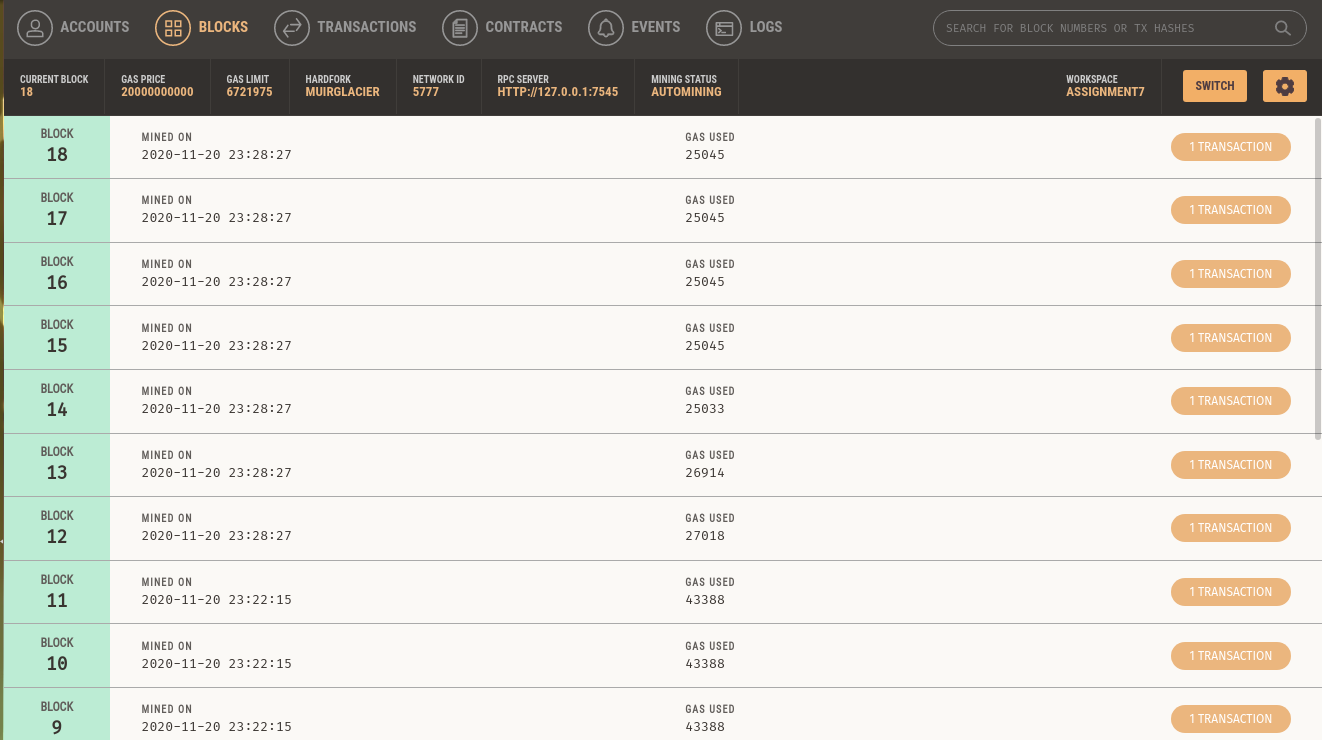 ACCOUNTS BLOCKS TRANSACTIONS CONTRACTS EVENTS LOGS SEARCH FOR BLOCK NUMBERS OR TX HASHES
CURRENT BLOCK GAS PRICE GAS LIMIT HARDFORK NETWORK ID RPC SERVER MINING STATUS WORKSPACE
18 20000000000 6721975 MUIRGLACIER 5777 HTTP://127.0.0.1:7545 AUTOMINING ASSIGNMENT7 SWITCH
BLOCK MINED ON GAS USED
18 2020-11-20 23:28:27 25045 1 TRANSACTION
BLOCK MINED ON GAS USED
17 2020-11-20 23:28:27 25045 1 TRANSACTION
BLOCK MINED ON GAS USED
16 2020-11-20 23:28:27 25045 1 TRANSACTION
BLOCK MINED ON GAS USED
15 2020-11-20 23:28:27 25045 1 TRANSACTION
BLOCK MINED ON GAS USED
14 2020-11-20 23:28:27 25033 1 TRANSACTION
BLOCK MINED ON GAS USED
13 2020-11-20 23:28:27 26914 1 TRANSACTION
BLOCK MINED ON GAS USED
12 2020-11-20 23:28:27 27018 1 TRANSACTION
BLOCK MINED ON GAS USED
11 2020-11-20 23:22:15 43388 1 TRANSACTION
BLOCK MINED ON GAS USED
10 2020-11-20 23:22:15 43388 1 TRANSACTION
BLOCK MINED ON GAS USED
9 2020-11-20 23:22:15 43388 1 TRANSACTION